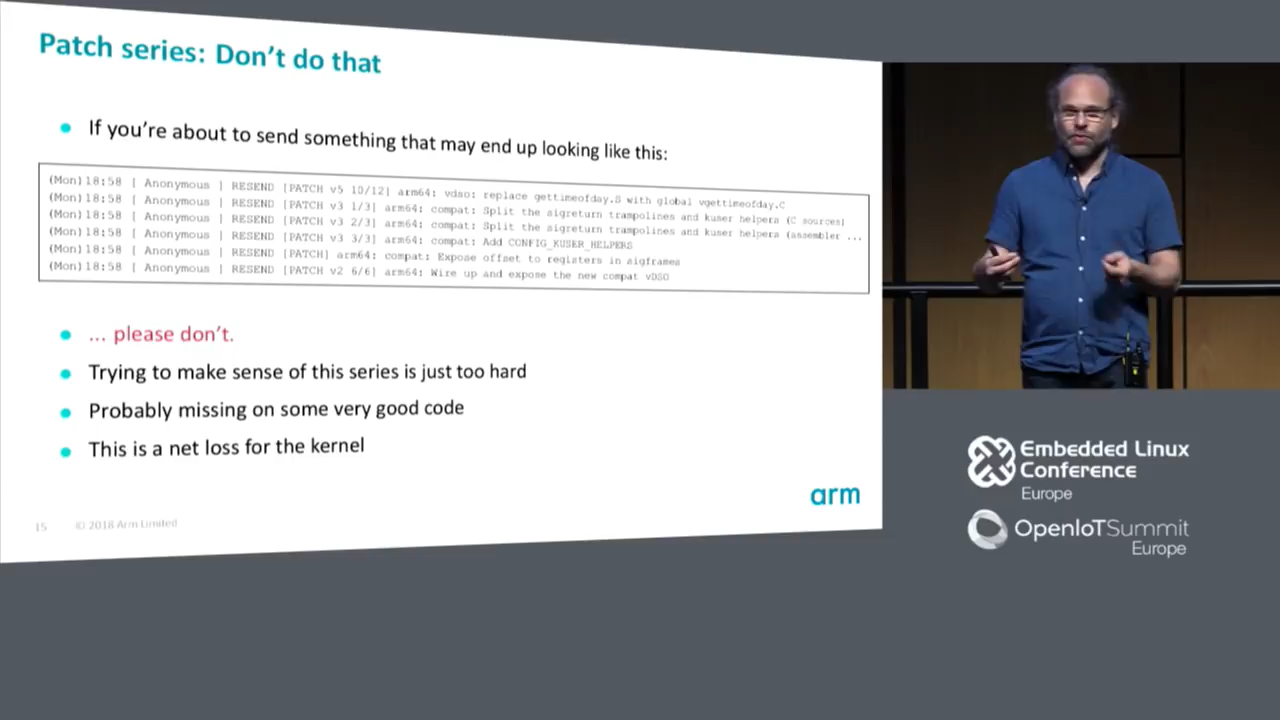 Patch series: Don't do that
If you're about to send something that may end up looking like this:
(Mon)18:58 | Anonymous | RESEND [PATCH v5 10/12] arm64: vdso: replace gettimeofday.S with global vgettimeofday.C
(Mon)18:58 | Anonymous | RESEND [PATCH v3 1/3] arm64: compat: Split the sigreturn trampolines and kuser helpers (C sources)
(Mon)18:58 | Anonymous | RESEND [PATCH v3 2/3] arm64: compat: Split the sigreturn trampolines and kuser helpers (assembler ...
(Mon)18:58 | Anonymous | RESEND [PATCH v3 3/3] arm64: compat: Add CONFIG_KUSER_HELPERS
(Mon)18:58 | Anonymous | RESEND [PATCH] arm64: compat: Expose offset to registers in sigframes
(Mon)18:58 | Anonymous | RESEND [PATCH v2 6/6] arm64: Wire up and expose the new compat vDSO
... please don't.
Trying to make sense of this series is just too hard
Probably missing on some very good code
This is a net loss for the kernel
arm
15 © 2018 Arm Limited
Embedded Linux
Conference
Europe
OpenIoTSummit
Europe